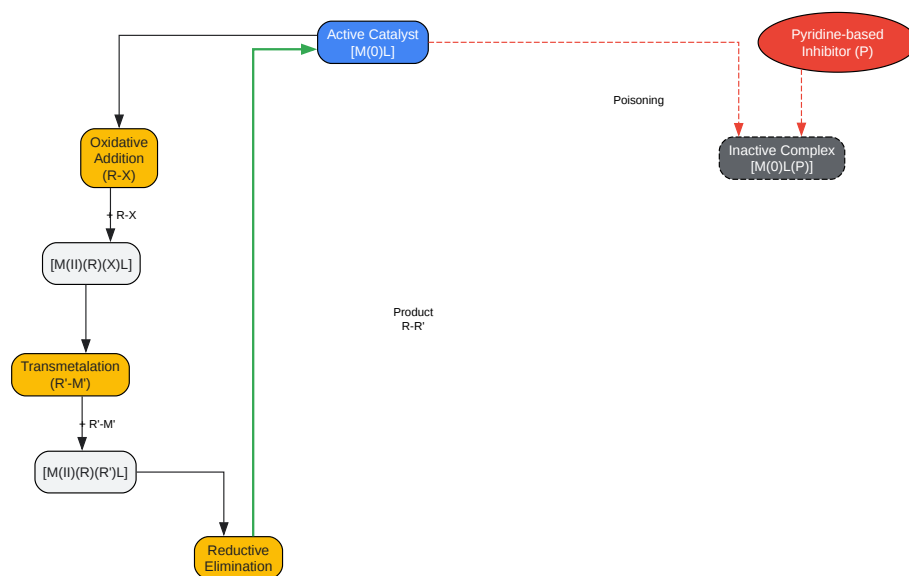 Active Catalyst
[M(0)L]
Pyridine-based
Inhibitor (P)
Poisoning
Oxidative
Addition
(R-X)
Inactive Complex
[M(0)L(P)]
+ R-X
[M(II)(R)(X)L]
Product
R-R'
Transmetalation
(R'-M')
+ R'-M'
[M(II)(R)(R')L]
Reductive
Elimination